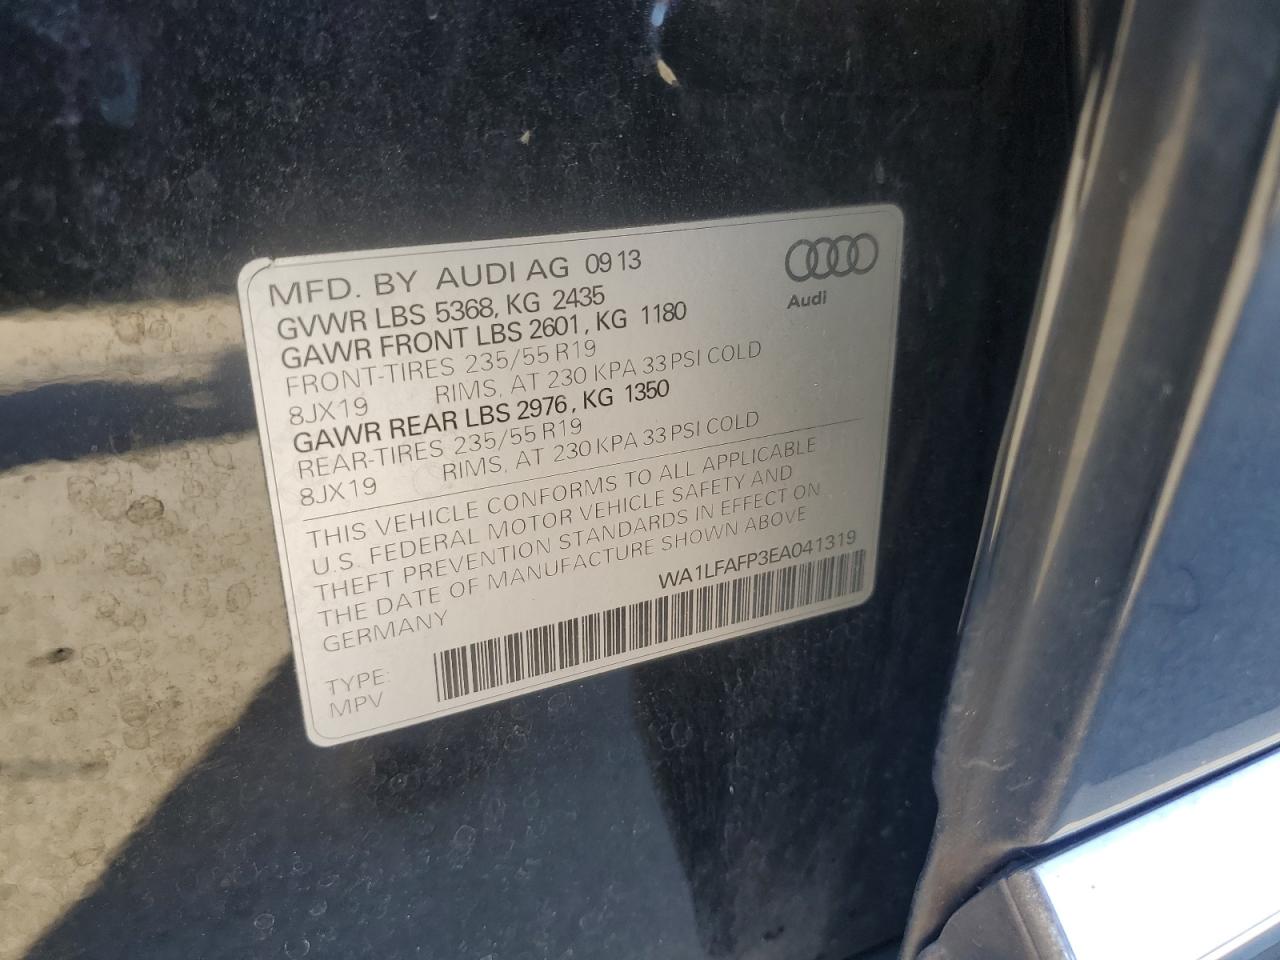 MFD. BY AUDI AG 0913
Audi
GVWR LBS 5368, KG 2435
GAWR FRONT LBS 2601, KG 1180
FRONT-TIRES 235/55 R19
8JX19 RIMS, AT 230 KPA 33 PSI COLD
GAWR REAR LBS 2976, KG 1350
REAR-TIRES 235/55 R19
8JX19 RIMS, AT 230 KPA 33 PSI COLD
THIS VEHICLE CONFORMS TO ALL APPLICABLE
U.S. FEDERAL MOTOR VEHICLE SAFETY AND
THEFT PREVENTION STANDARDS IN EFFECT ON
THE DATE OF MANUFACTURE SHOWN ABOVE
GERMANY
WA1LFAFP3EA041319
TYPE:
MPV